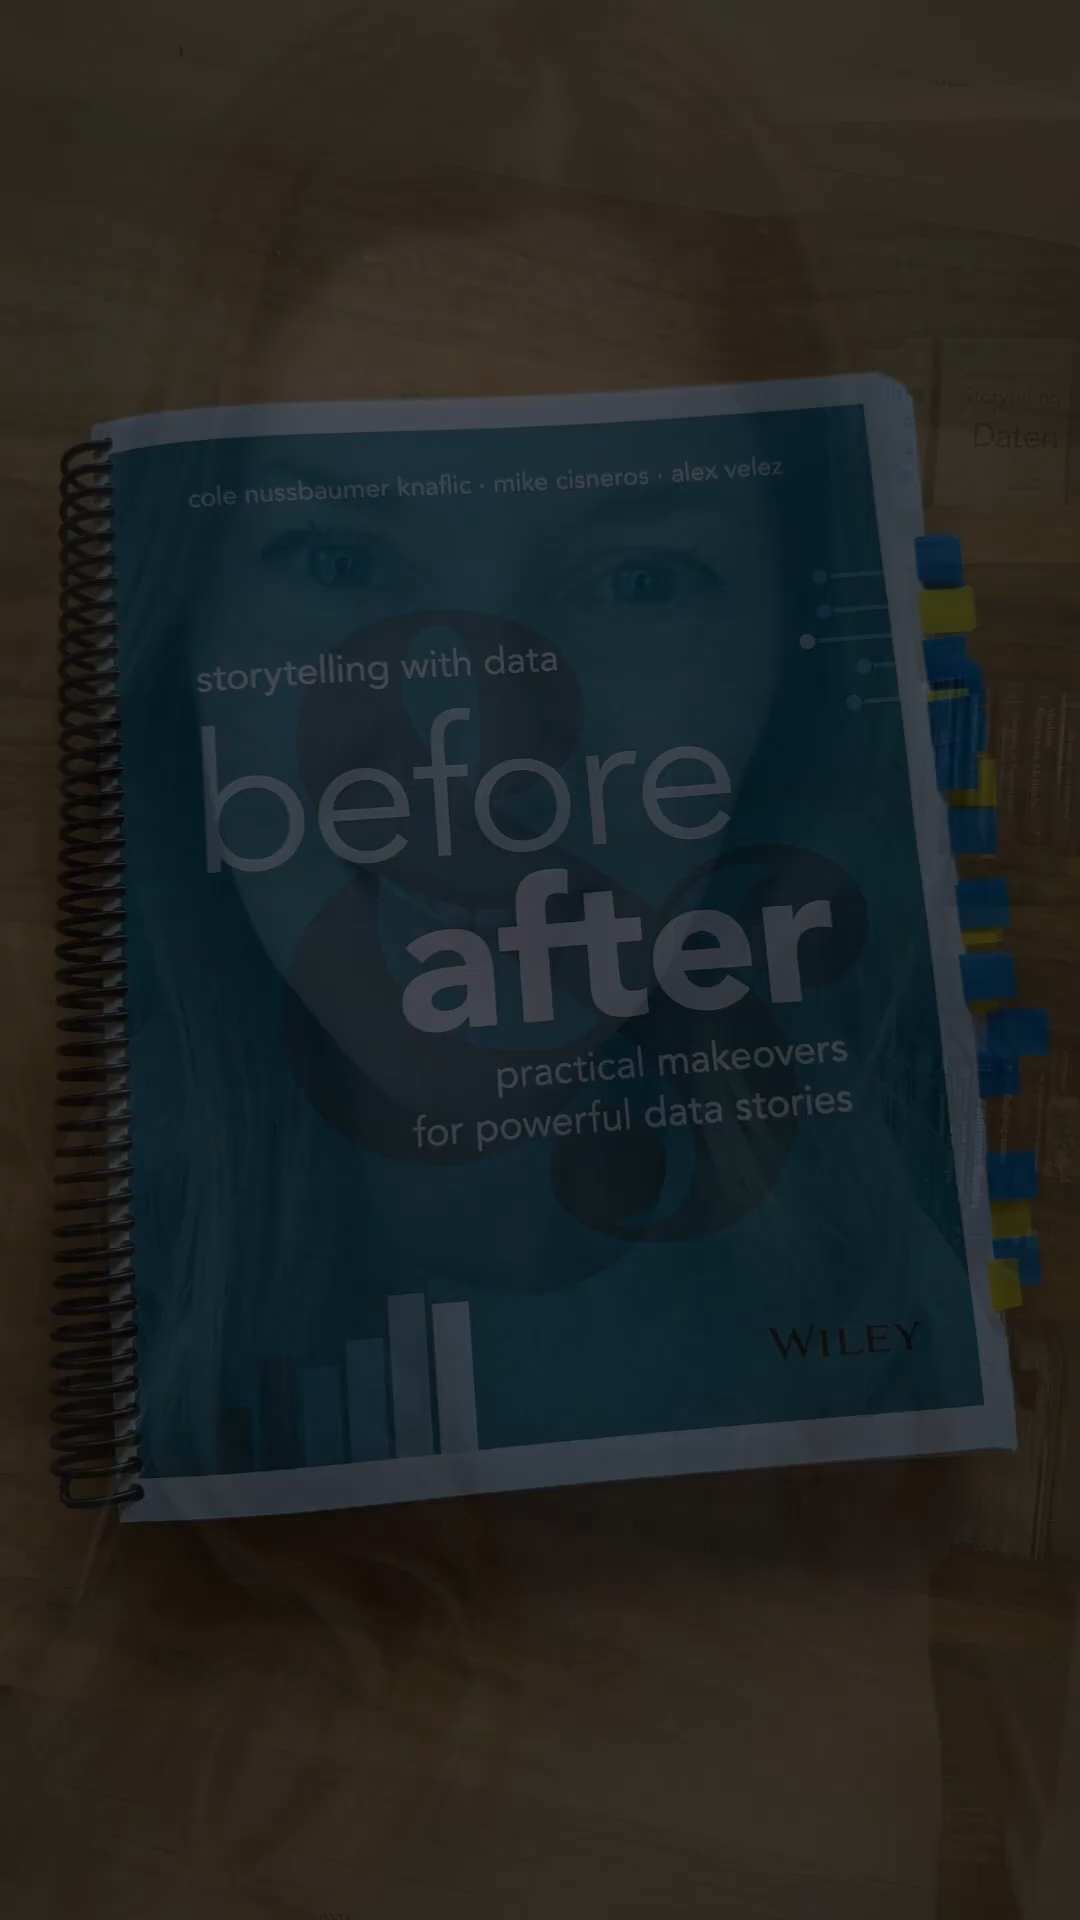 Daten
cole nussbaumer knaflic · mike cisneros · alex velez
storytelling with data
before
&
after
practical makeovers
for powerful data stories
WILEY